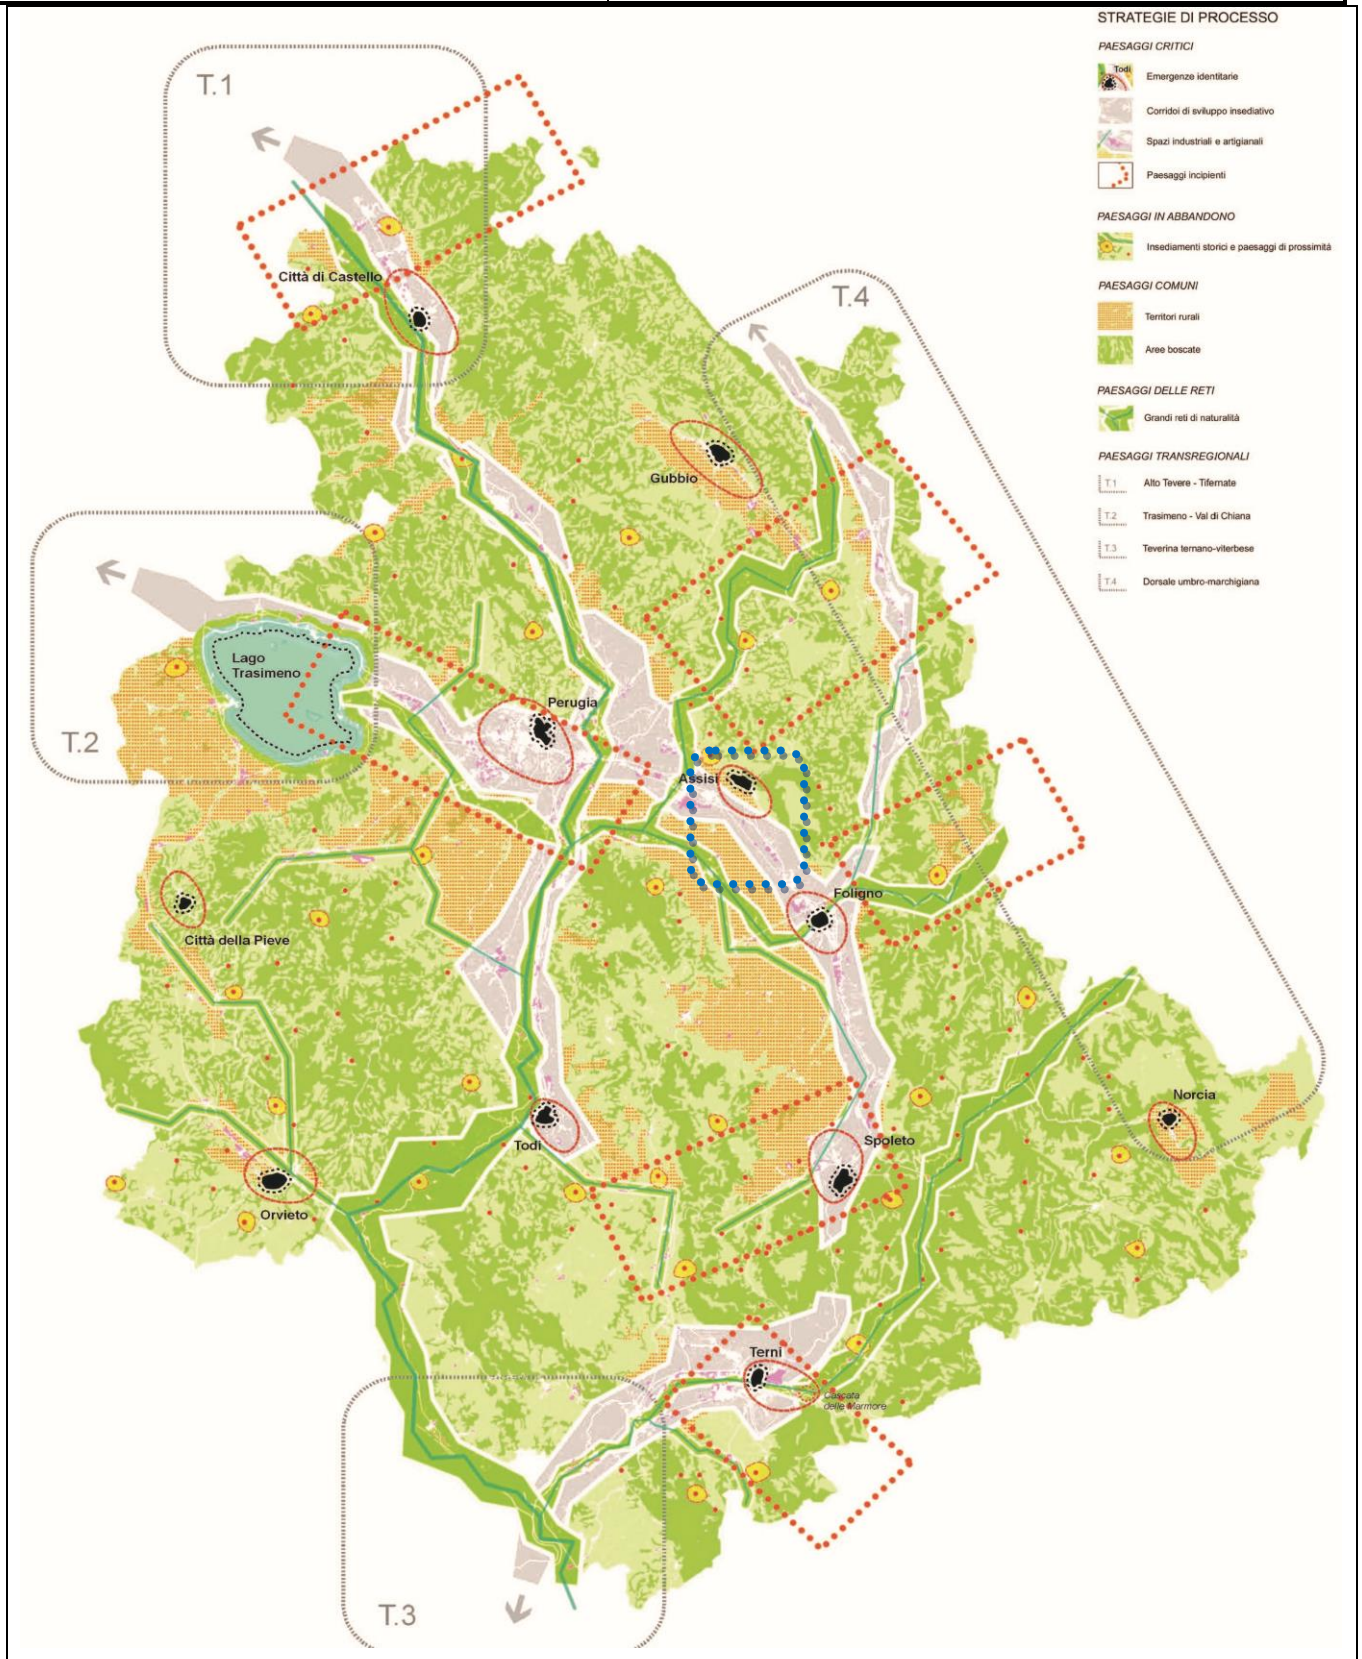 STRATEGIE DI PROCESSO
PAESAGGI CRITICI
Todi
Emergenze identitarie
Corridoi di sviluppo insediativo
Spazi industriali e artigianali
Paesaggi incipienti
PAESAGGI IN ABBANDONO
Insediamenti storici e paesaggi di prossimità
PAESAGGI COMUNI
Territori rurali
Aree boscate
PAESAGGI DELLE RETI
Grandi reti di naturalità
PAESAGGI TRANSREGIONALI
T.1 Alto Tevere - Tifernate
T.2 Trasimeno - Val di Chiana
T.3 Teverina ternano-viterbese
T.4 Dorsale umbro-marchigiana
T.1
Città di Castello
T.4
Gubbio
Lago
Trasimeno
Perugia
T.2
Assisi
Foligno
Città della Pieve
Norcia
Todi
Spoleto
Orvieto
Terni
Cascata
delle Marmore
T.3